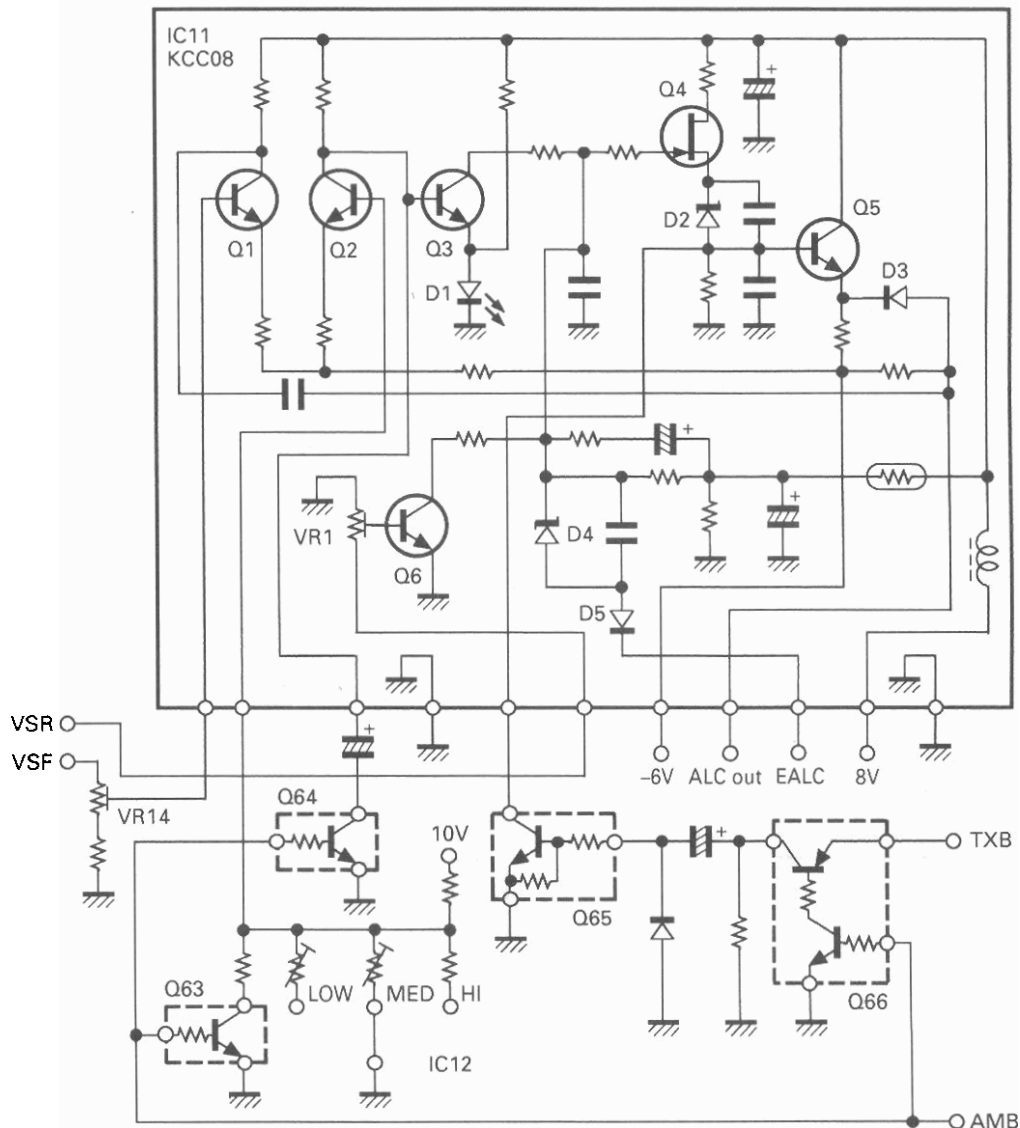 IC11
KCC08
Q4
Q5
D2
Q1
Q2
Q3
D3
D1
+
+
+
VR1
D4
Q6
D5
VSR
VSF
+
–6V
ALC out
EALC
8V
VR14
Q64
10V
+
TXB
Q65
Q63
LOW
MED
HI
Q66
IC12
AMB